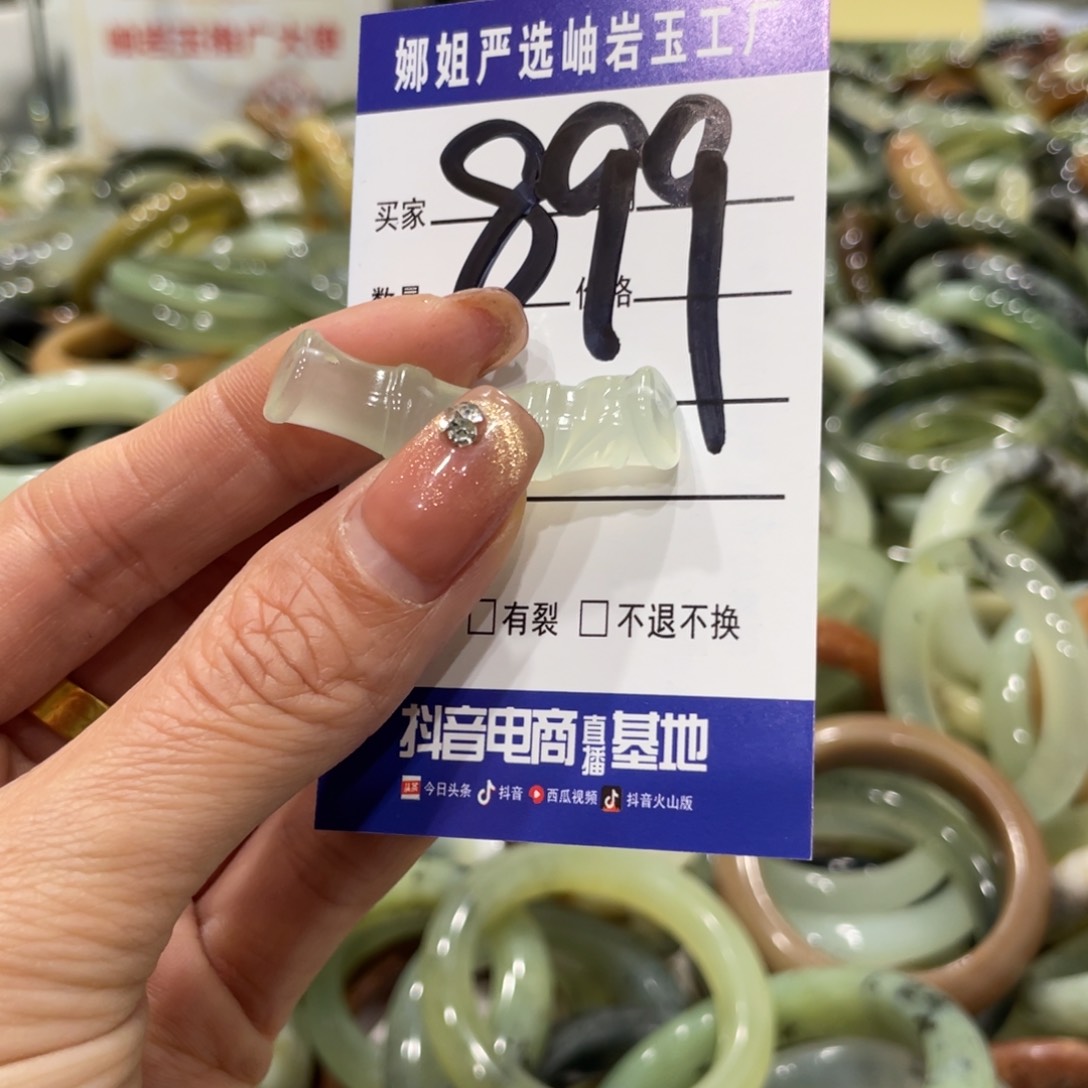 娜姐严选岫岩玉工厂
899
买家
数量 价格
□有裂 □不退不换
抖音电商直播基地
头条 今日头条 抖音 西瓜视频 抖音火山版